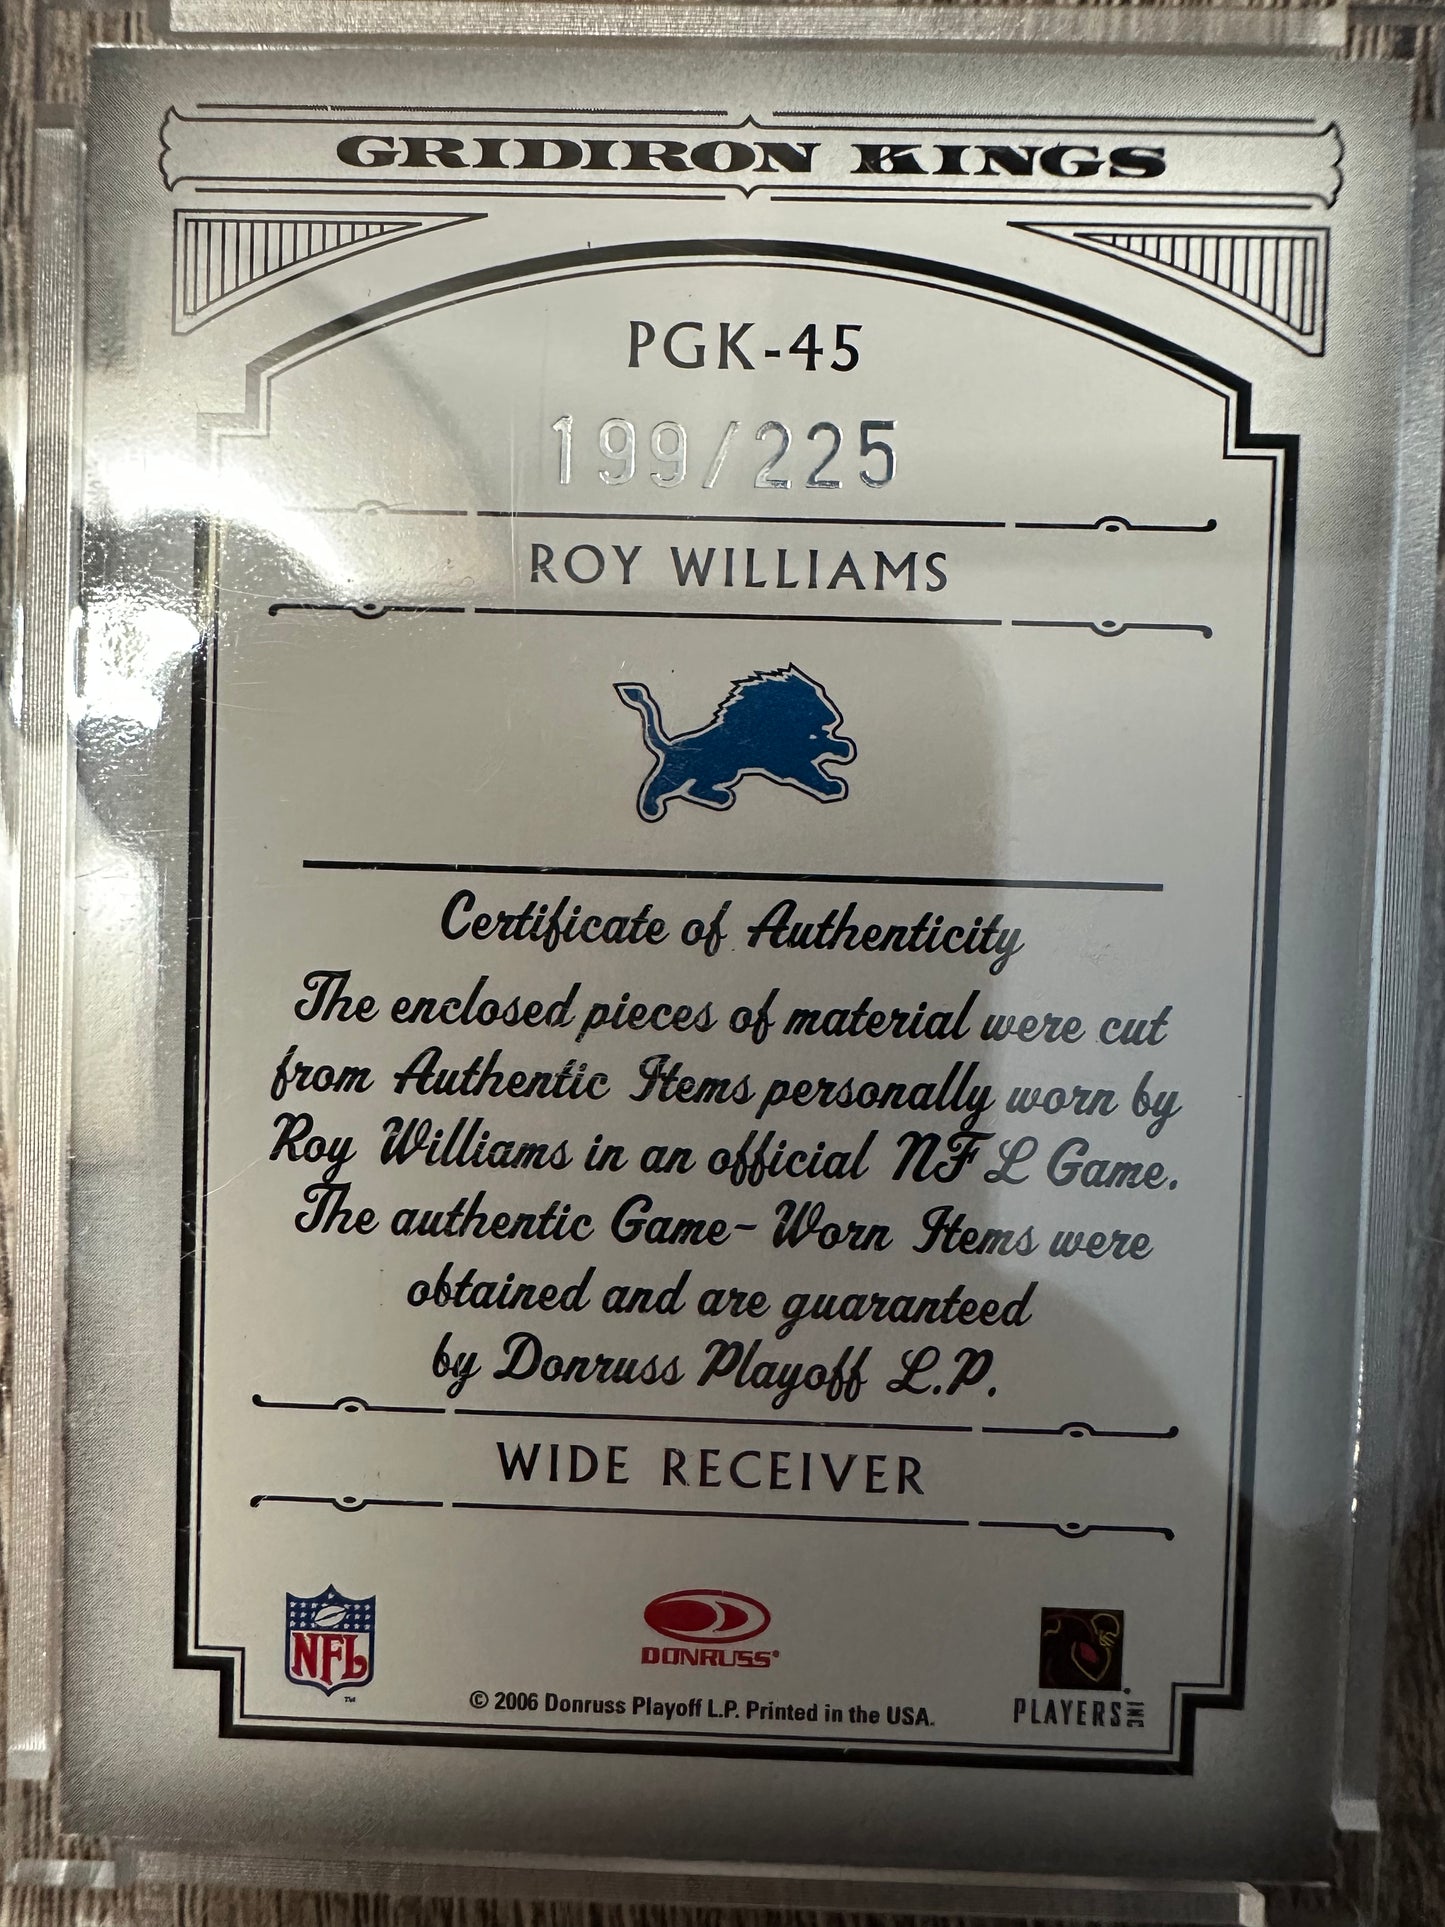 GRIDIRON KINGS
PGK-45
199/225
ROY WILLIAMS
Certificate of Authenticity
The enclosed pieces of material were cut
from Authentic Items personally worn by
Roy Williams in an official NFL Game.
The authentic Game-Worn Items were
obtained and are guaranteed
by Donruss Playoff L.P.
WIDE RECEIVER
NFL
TM
DONRUSS®
© 2006 Donruss Playoff L.P. Printed in the USA.
PLAYERS INC